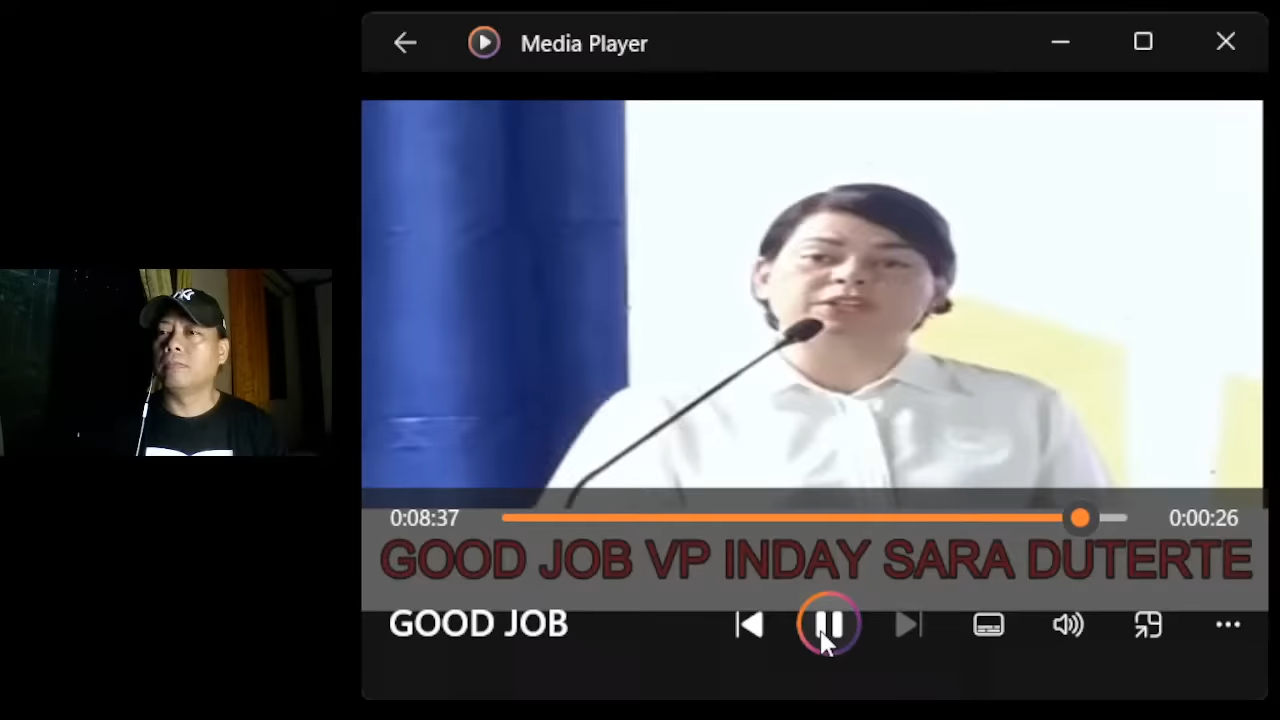 Media Player
0:08:37
0:00:26
GOOD JOB VP INDAY SARA DUTERTE
GOOD JOB